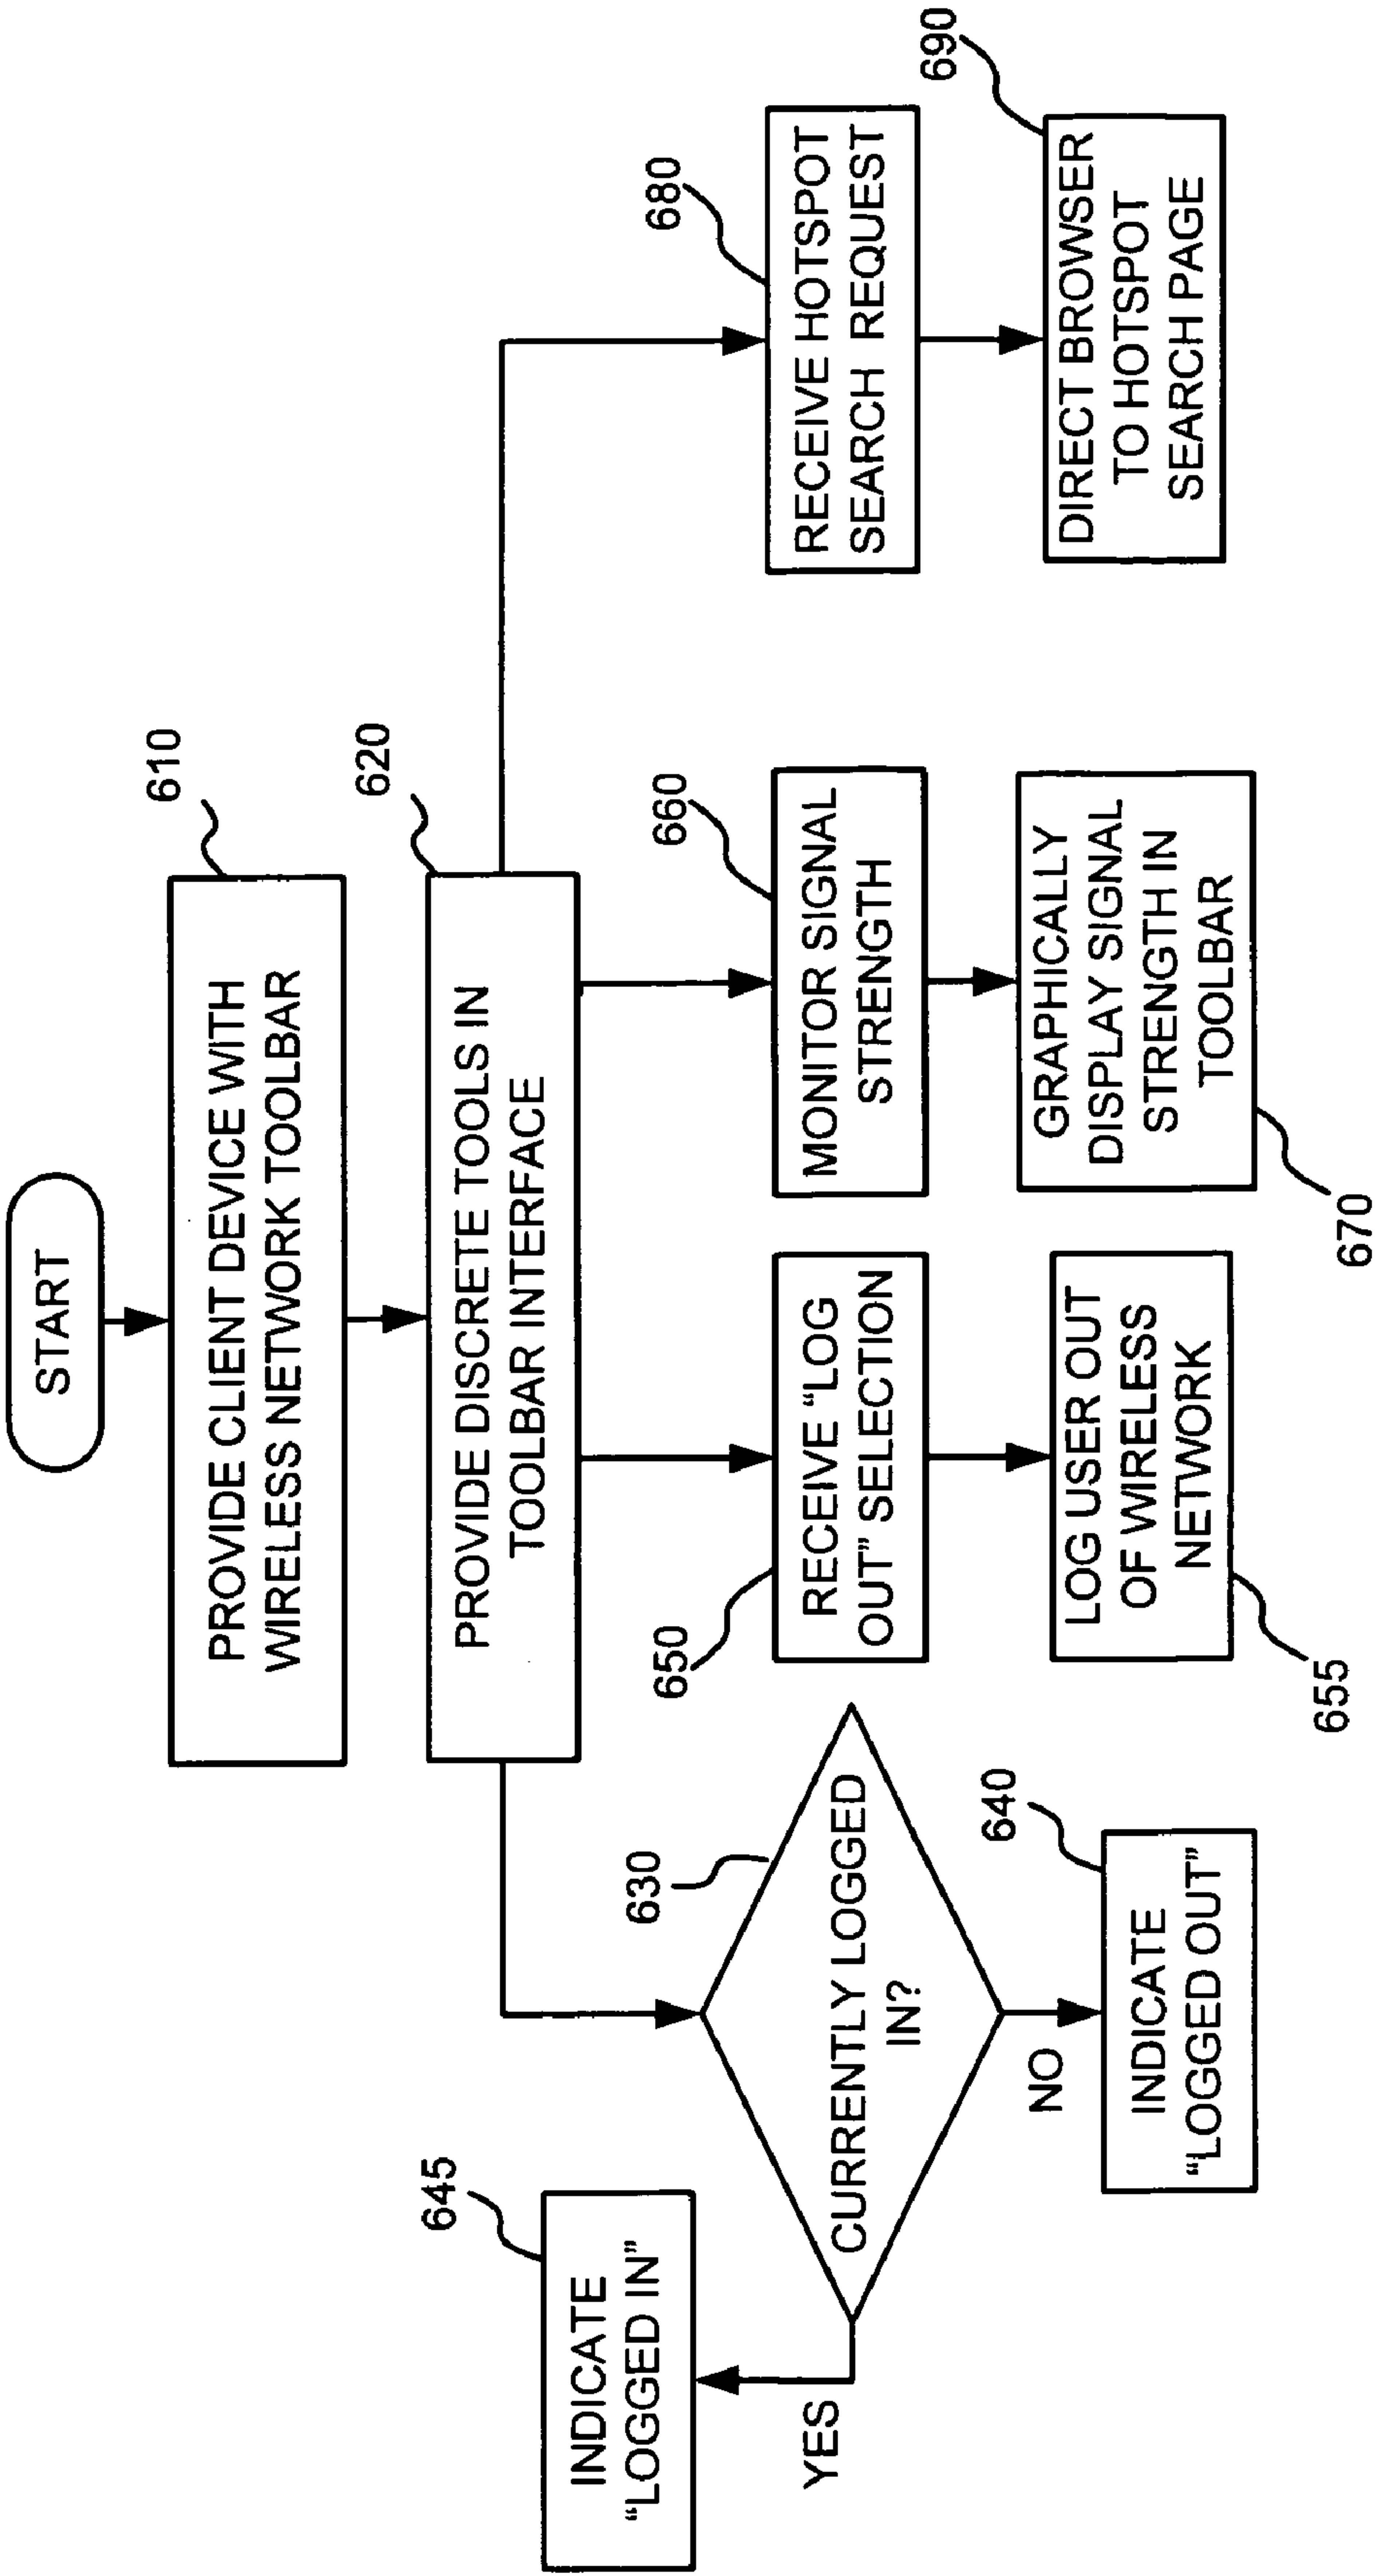 START
610
PROVIDE CLIENT DEVICE WITH
WIRELESS NETWORK TOOLBAR
620
PROVIDE DISCRETE TOOLS IN
TOOLBAR INTERFACE
645
INDICATE
“LOGGED IN”
YES
630
CURRENTLY LOGGED
IN?
NO
640
INDICATE
“LOGGED OUT”
650
RECEIVE “LOG
OUT” SELECTION
LOG USER OUT
OF WIRELESS
NETWORK
655
660
MONITOR SIGNAL
STRENGTH
GRAPHICALLY
DISPLAY SIGNAL
STRENGTH IN
TOOLBAR
670
680
RECEIVE HOTSPOT
SEARCH REQUEST
690
DIRECT BROWSER
TO HOTSPOT
SEARCH PAGE